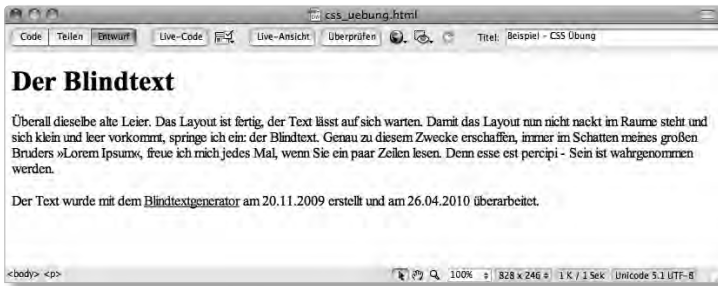 css_uebung.html
Code Teilen Entwurf Live-Code Live-Ansicht Überprüfen Titel: Beispiel - CSS Übung
Der Blindtext
Überall dieselbe alte Leier. Das Layout ist fertig, der Text lässt auf sich warten. Damit das Layout nun nicht nackt im Raume steht und
sich klein und leer vorkommt, springe ich ein: der Blindtext. Genau zu diesem Zwecke erschaffen, immer im Schatten meines großen
Bruders »Lorem Ipsum«, freue ich mich jedes Mal, wenn Sie ein paar Zeilen lesen. Denn esse est percipi - Sein ist wahrgenommen
werden.
Der Text wurde mit dem Blindtextgenerator am 20.11.2009 erstellt und am 26.04.2010 überarbeitet.
<body> <p> 100% 828 x 246 1 K / 1 Sek Unicode 5.1 UTF-8